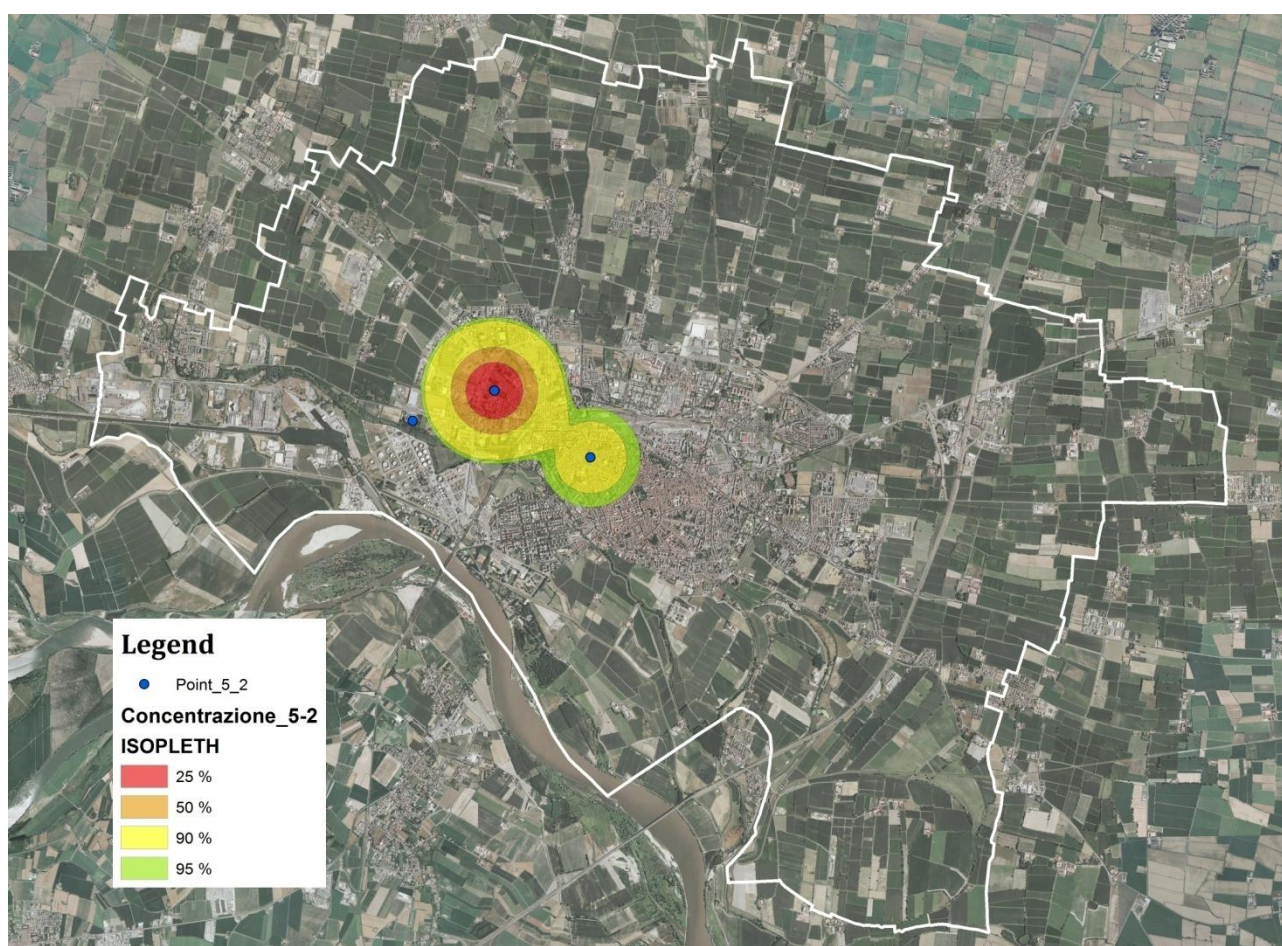 Legend
Point_5_2
Concentrazione_5-2
ISOPLETH
25 %
50 %
90 %
95 %